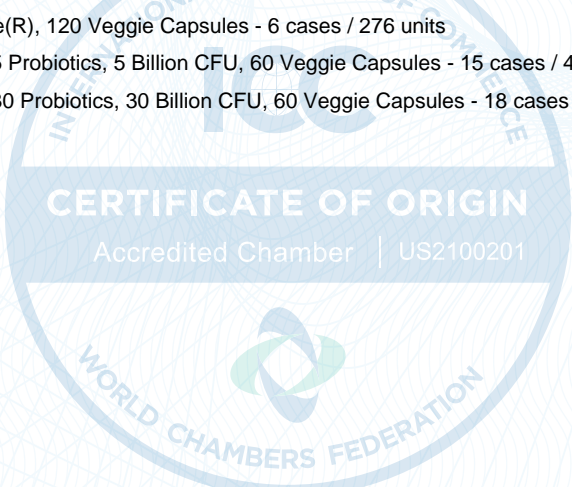 e(R), 120 Veggie Capsules - 6 cases / 276 units
5 Probiotics, 5 Billion CFU, 60 Veggie Capsules - 15 cases / 4
30 Probiotics, 30 Billion CFU, 60 Veggie Capsules - 18 cases
ICC
CERTIFICATE OF ORIGIN
Accredited Chamber | US2100201
WORLD CHAMBERS FEDERATION